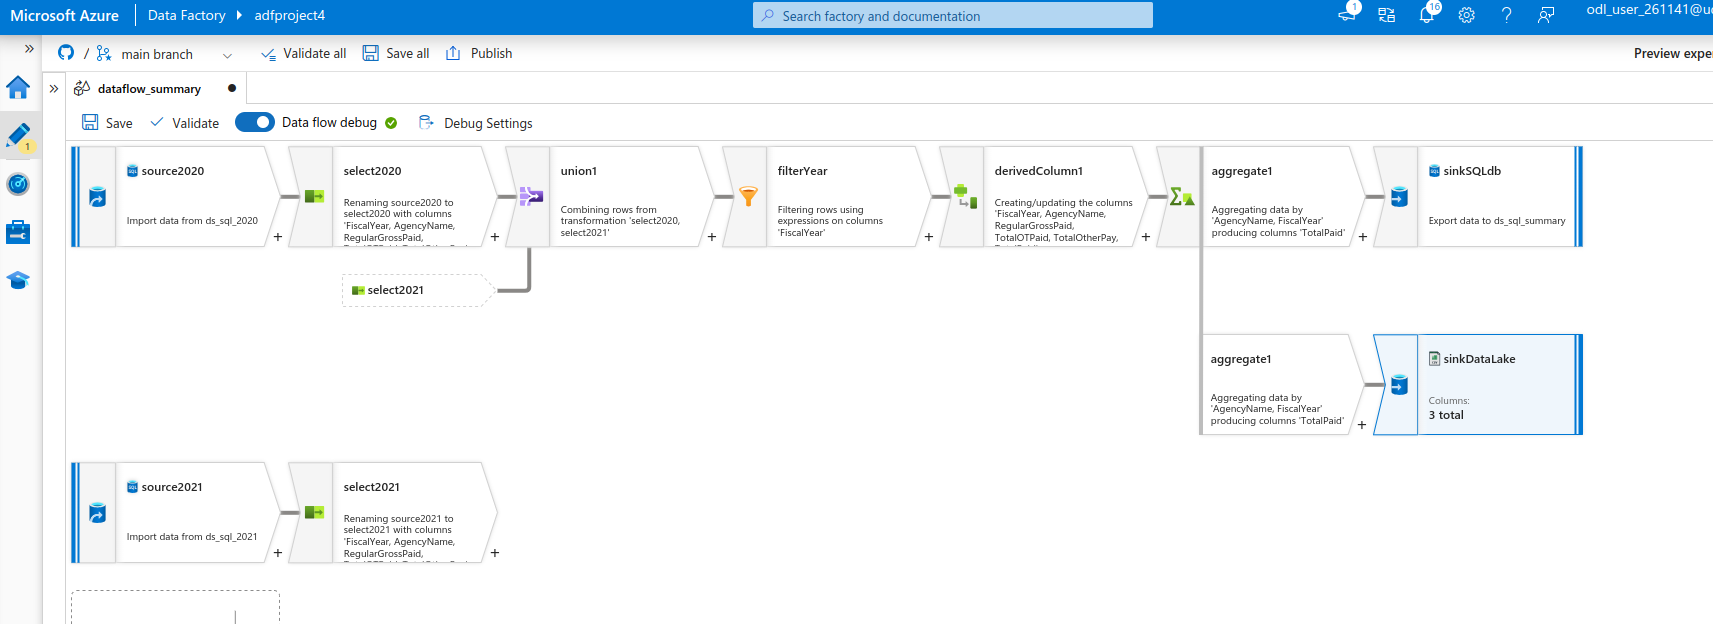 Microsoft Azure
Data Factory
adfproject4
Search factory and documentation
1
16
odl_user_261141@u
/
main branch
Validate all
Save all
Publish
Preview expe
1
dataflow_summary
Save
Validate
Data flow debug
Debug Settings
source2020
Import data from ds_sql_2020
+
select2020
Renaming source2020 to
select2020 with columns
'FiscalYear, AgencyName,
RegularGrossPaid,
+
union1
Combining rows from
transformation 'select2020,
select2021'
+
filterYear
Filtering rows using
expressions on columns
'FiscalYear'
+
derivedColumn1
Creating/updating the columns
'FiscalYear, AgencyName,
RegularGrossPaid,
TotalOTPaid, TotalOtherPay,
+
aggregate1
Aggregating data by
'AgencyName, FiscalYear'
producing columns 'TotalPaid'
+
sinkSQLdb
Export data to ds_sql_summary
select2021
aggregate1
Aggregating data by
'AgencyName, FiscalYear'
producing columns 'TotalPaid'
+
sinkDataLake
Columns:
3 total
source2021
Import data from ds_sql_2021
+
select2021
Renaming source2021 to
select2021 with columns
'FiscalYear, AgencyName,
RegularGrossPaid,
+